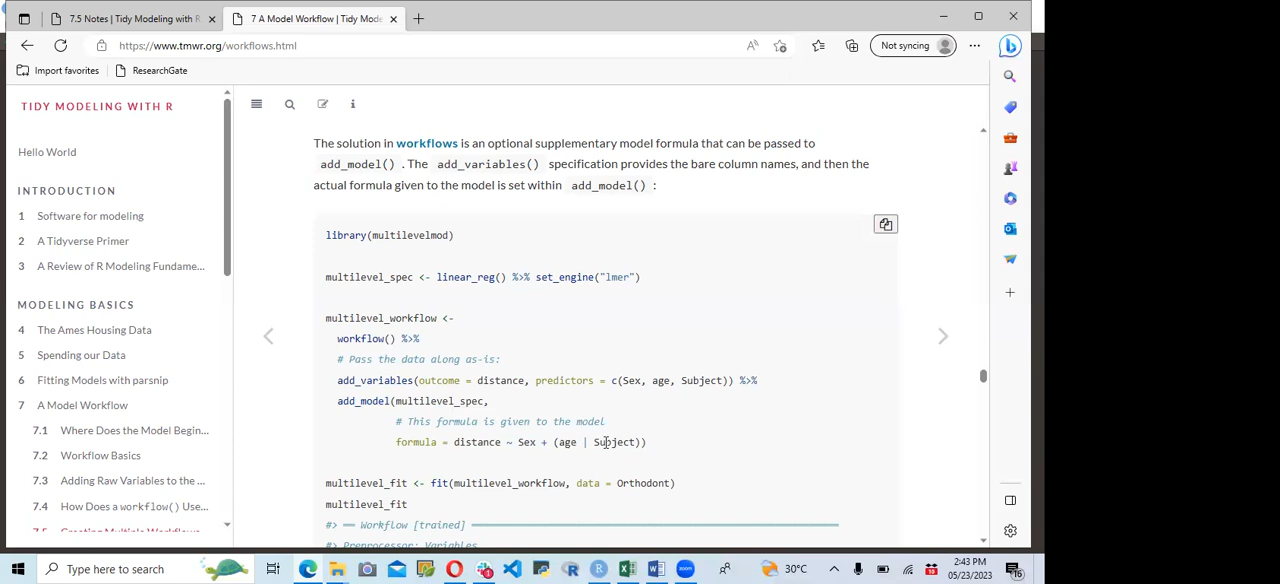 7.5 Notes | Tidy Modeling with R
7 A Model Workflow | Tidy Mode
https://www.tmwr.org/workflows.html
Not syncing
Import favorites
ResearchGate
TIDY MODELING WITH R
Hello World
INTRODUCTION
1 Software for modeling
2 A Tidyverse Primer
3 A Review of R Modeling Fundame...
MODELING BASICS
4 The Ames Housing Data
5 Spending our Data
6 Fitting Models with parsnip
7 A Model Workflow
7.1 Where Does the Model Begin...
7.2 Workflow Basics
7.3 Adding Raw Variables to the
7.4 How Does a workflow() Use...
7.5 Creating Multiple Workflows
The solution in workflows is an optional supplementary model formula that can be passed to
add_model() . The add_variables() specification provides the bare column names, and then the
actual formula given to the model is set within add_model() :
library(multilevelmod)
multilevel_spec <- linear_reg() %>% set_engine("lmer")
multilevel_workflow <-
workflow() %>%
# Pass the data along as-is:
add_variables(outcome = distance, predictors = c(Sex, age, Subject)) %>%
add_model(multilevel_spec,
# This formula is given to the model
formula = distance ~ Sex + (age | Subject))
multilevel_fit <- fit(multilevel_workflow, data = Orthodont)
multilevel_fit
#> ══ Workflow [trained] ══════════
#> Preprocessor: Variables
Type here to search
30°C
2:43 PM
05/23/2023
16